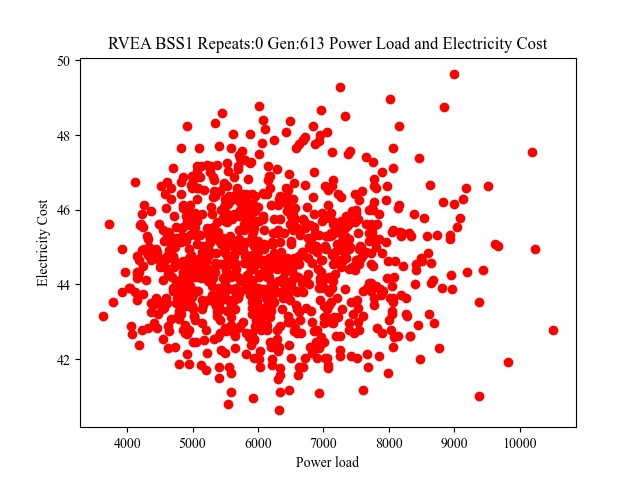 RVEA BSS1 Repeats:0 Gen:613 Power Load and Electricity Cost
50
48
46
44
42
Electricity Cost
4000 5000 6000 7000 8000 9000 10000
Power load